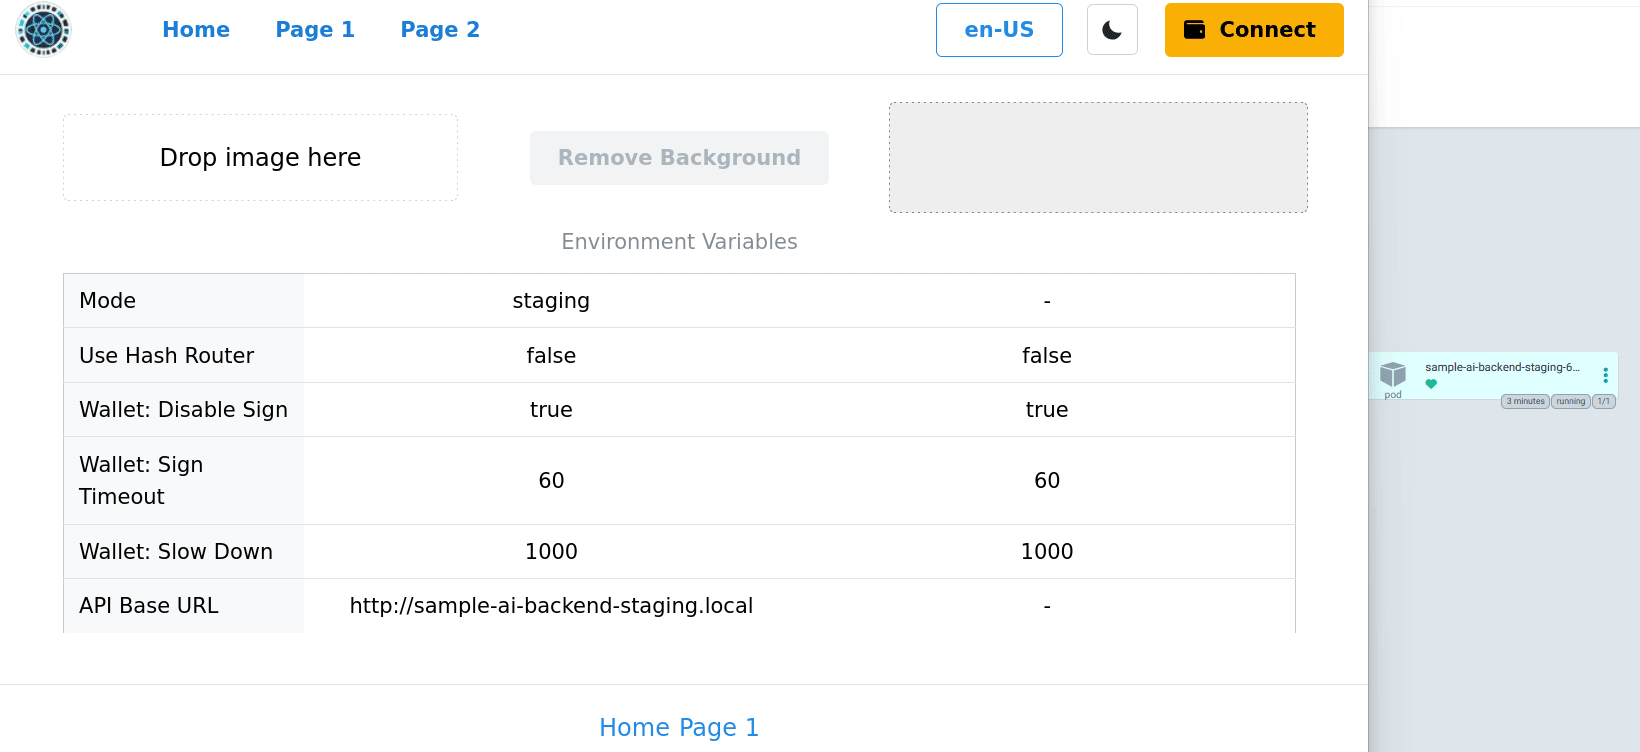 Home Page 1 Page 2 en-US Connect
Drop image here Remove Background
Environment Variables
Mode staging -
Use Hash Router false false
Wallet: Disable Sign true true
Wallet: Sign
Timeout 60 60
Wallet: Slow Down 1000 1000
API Base URL http://sample-ai-backend-staging.local -
Home Page 1
sample-ai-backend-staging-6...
pod
3 minutes running 1/1